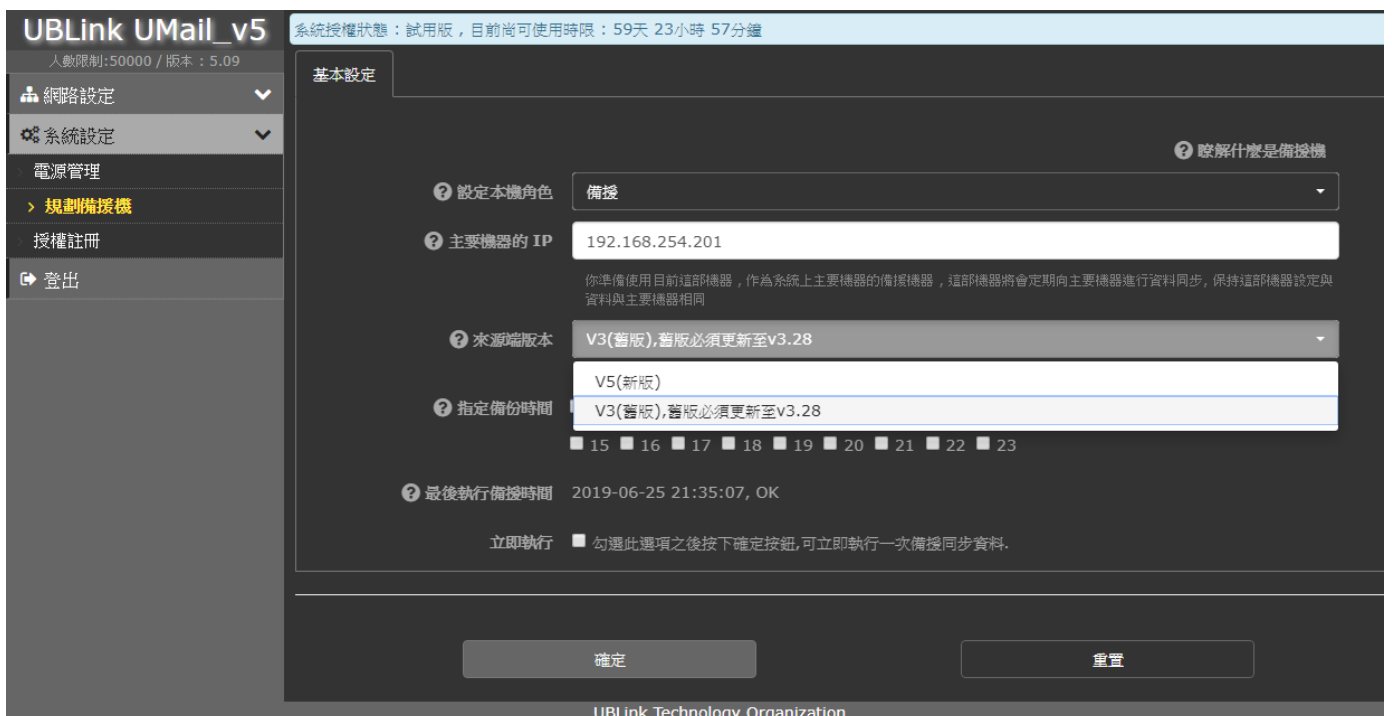 UBLink UMail_v5
人數限制:50000 / 版本 : 5.09
網路設定
系統設定
電源管理
規劃備援機
授權註冊
登出
系統授權狀態 : 試用版 , 目前尚可使用時限 : 59天 23小時 57分鐘
基本設定
瞭解什麼是備援機
設定本機角色
備援
主要機器的 IP
192.168.254.201
你準備使用目前這部機器 , 作為系統上主要機器的備援機器 , 這部機器將會定期向主要機器進行資料同步, 保持這部機器設定與
資料與主要機器相同
來源端版本
V3(舊版),舊版必須更新至v3.28
V5(新版)
V3(舊版),舊版必須更新至v3.28
指定備份時間
15 16 17 18 19 20 21 22 23
最後執行備援時間
2019-06-25 21:35:07, OK
立即執行
勾選此選項之後按下確定按鈕,可立即執行一次備援同步資料.
確定
重置
UBLink Technology Organization